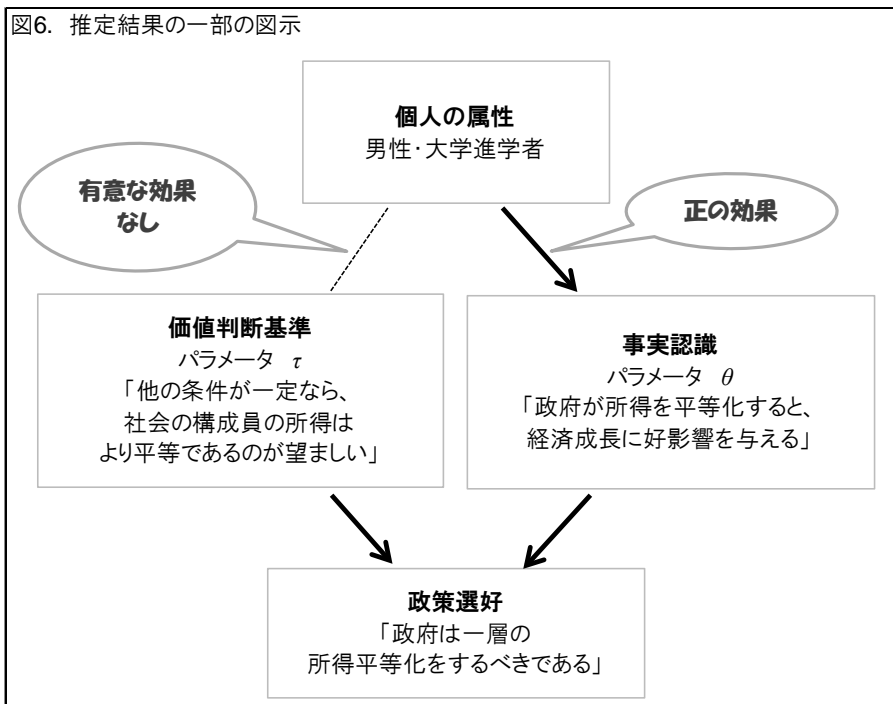 図6. 推定結果の一部の図示
個人の属性
男性・大学進学者
有意な効果
なし
正の効果
価値判断基準
パラメータ τ
「他の条件が一定なら、
社会の構成員の所得は
より平等であるのが望ましい」
事実認識
パラメータ θ
「政府が所得を平等化すると、
経済成長に好影響を与える」
政策選好
「政府は一層の
所得平等化をするべきである」